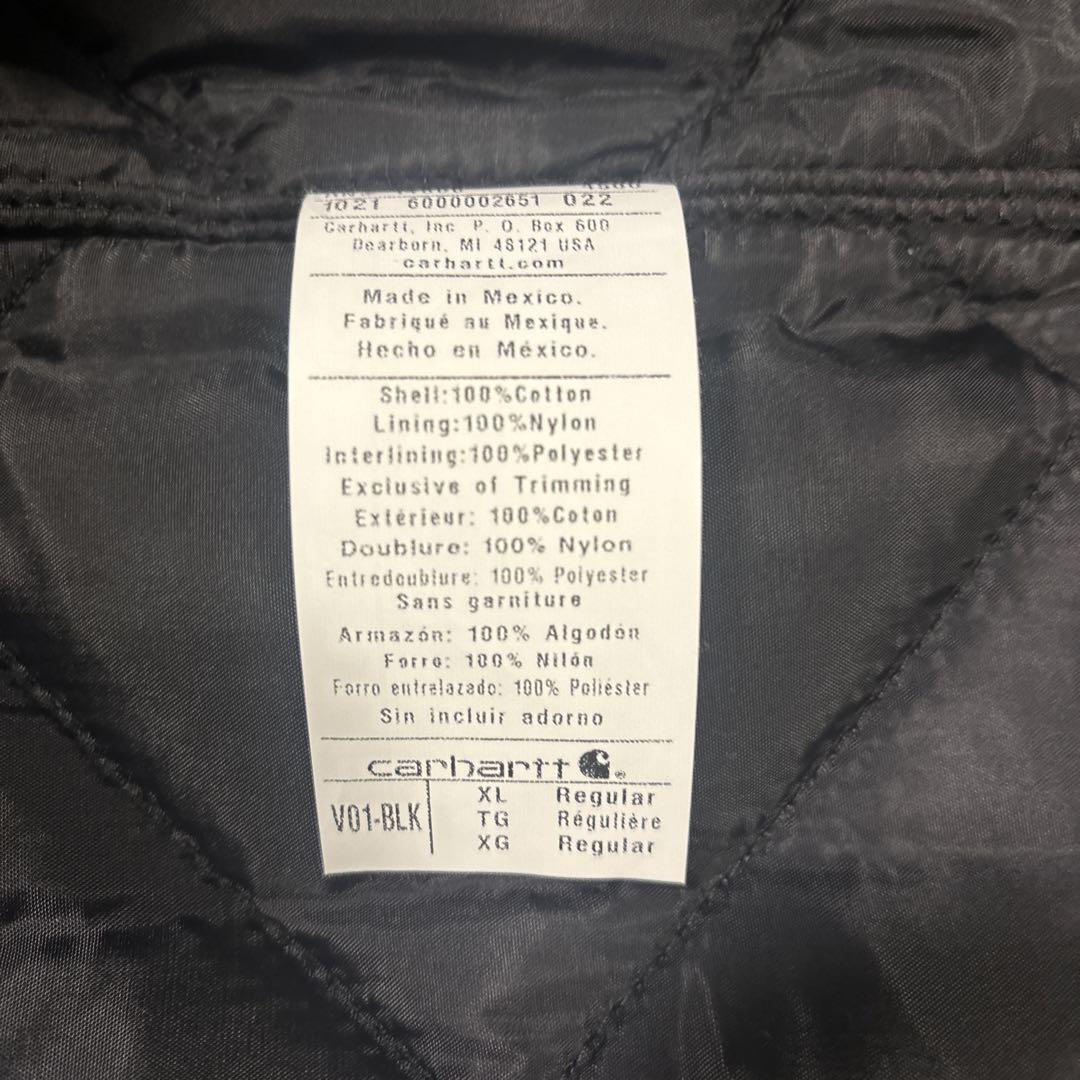 1021 6000002651 022
Carhartt, Inc P. O. Box 600
Dearborn, MI 48121 USA
carhartt.com
Made in Mexico.
Fabriqué au Mexique.
Hecho en México.
Shell:100%Cotton
Lining:100%Nylon
Interlining:100%Polyester
Exclusive of Trimming
Extérieur: 100%Coton
Doublure: 100% Nylon
Entredoublure: 100% Polyester
Sans garniture
Armazón: 100% Algodón
Forro: 100% Nilón
Forro entrelazado: 100% Poliéster
Sin incluir adorno
carhartt
V01-BLK
XL Regular
TG Régulière
XG Regular